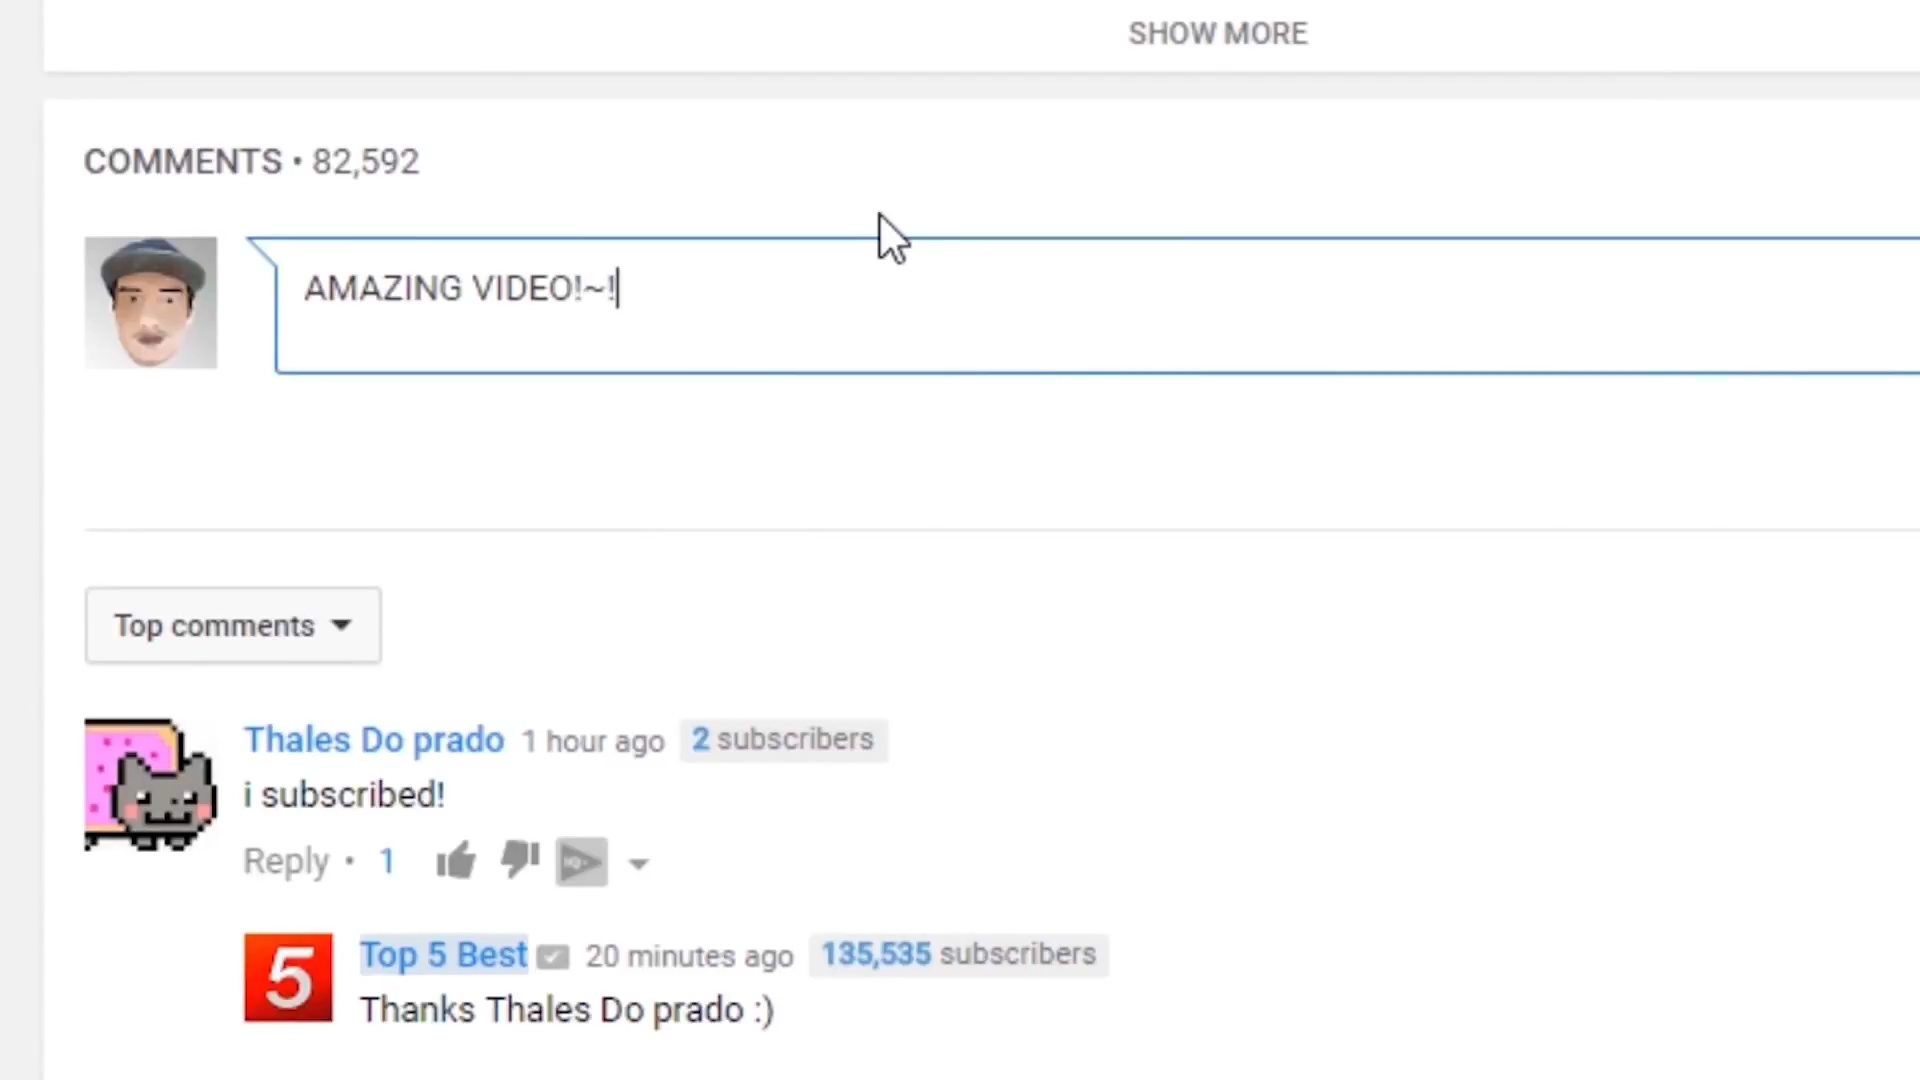 SHOW MORE
COMMENTS • 82,592
AMAZING VIDEO!~!
Top comments
Thales Do prado 1 hour ago 2 subscribers
i subscribed!
Reply • 1
5 Top 5 Best 20 minutes ago 135,535 subscribers
Thanks Thales Do prado :)